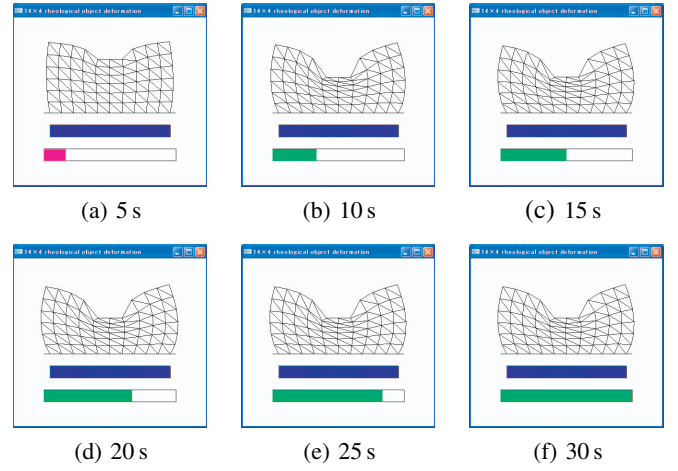 14×4 rheological object deformation
14×4 rheological object deformation
14×4 rheological object deformation
(a) 5 s
(b) 10 s
(c) 15 s
14×4 rheological object deformation
14×4 rheological object deformation
14×4 rheological object deformation
(d) 20 s
(e) 25 s
(f) 30 s